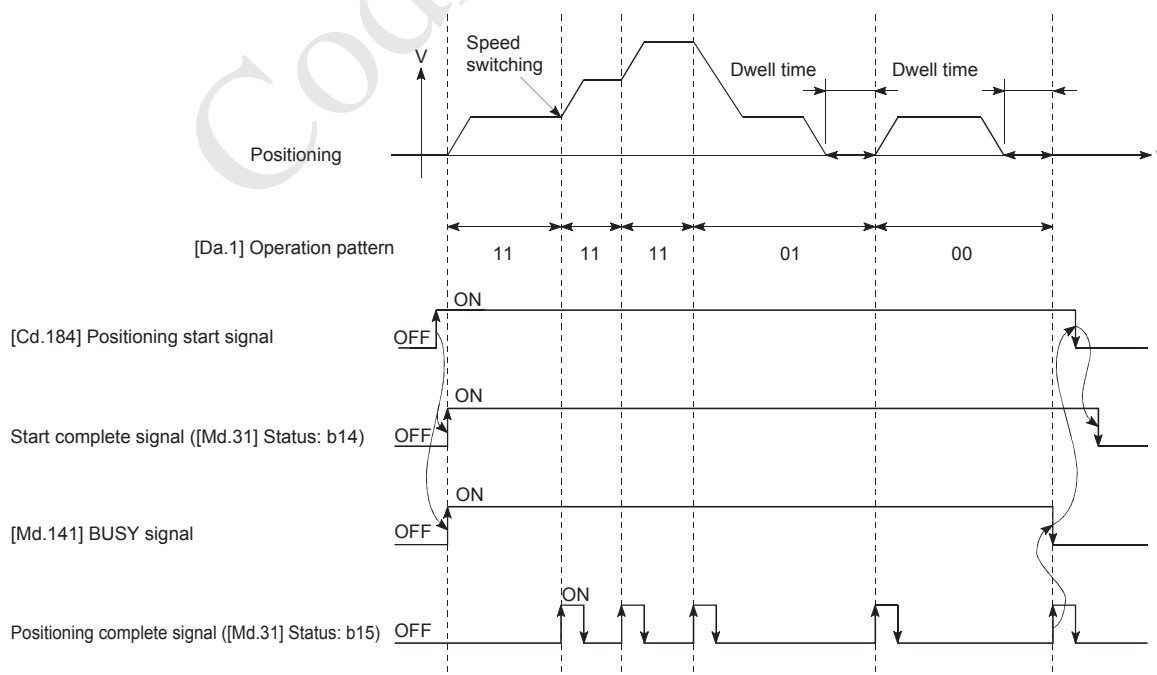 V
Speed
switching
Dwell time
Dwell time
Positioning
[Da.1] Operation pattern
11
11
11
01
00
ON
[Cd.184] Positioning start signal
OFF
ON
Start complete signal ([Md.31] Status: b14)
OFF
ON
[Md.141] BUSY signal
OFF
ON
Positioning complete signal ([Md.31] Status: b15)
OFF